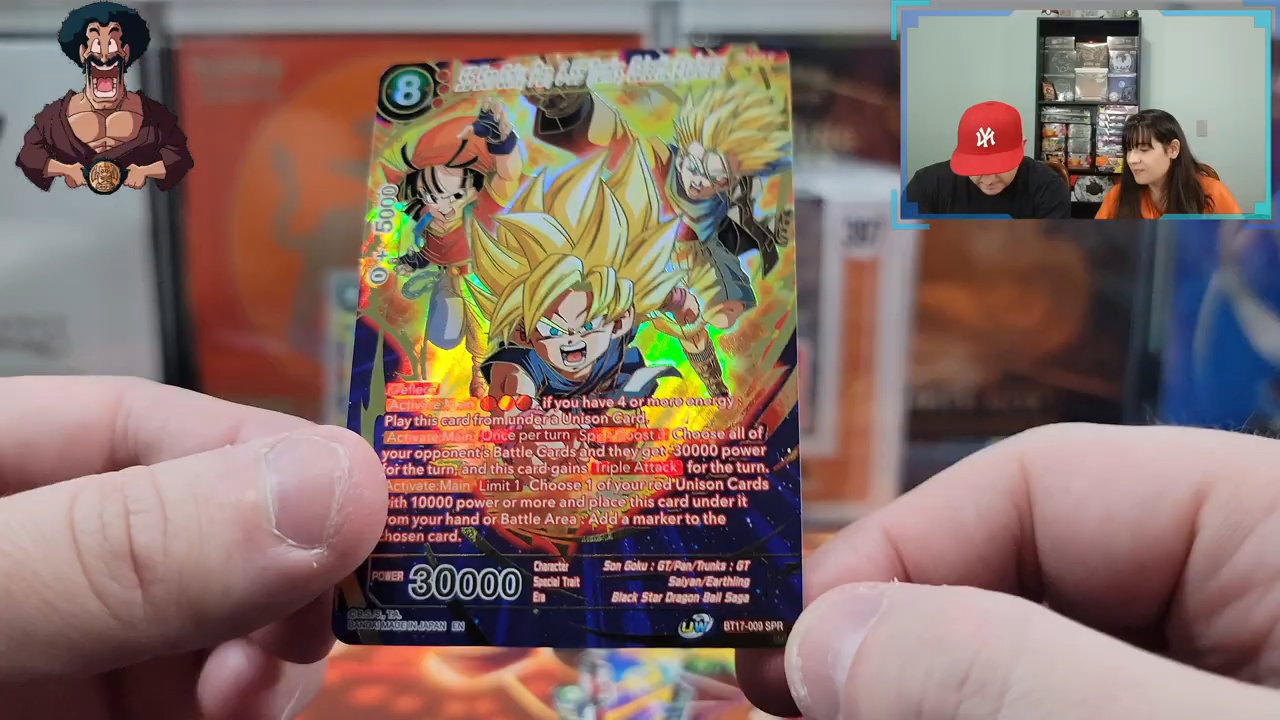 8
0 + 5000
Deflect
Activate:Main if you have 4 or more energy :
Play this card from under a Unison Card.
Activate:Main Once per turn Spirit Boost 3 Choose all of
your opponent's Battle Cards and they get -30000 power
for the turn, and this card gains Triple Attack for the turn.
Activate:Main Limit 1 Choose 1 of your red Unison Cards
with 10000 power or more and place this card under it
from your hand or Battle Area : Add a marker to the
chosen card.
POWER 30000
Character Son Goku : GT/Pan/Trunks : GT
Special Trait Saiyan/Earthling
Era Black Star Dragon Ball Saga
BANDAI MADE IN JAPAN EN
UW BT17-009 SPR
397
NY